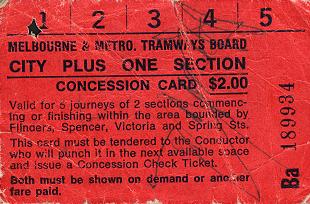 1 2 3 4 5
MELBOURNE & METRO. TRAMWAYS BOARD
CITY PLUS ONE SECTION
CONCESSION CARD $2.00
Valid for 5 journeys of 2 sections commenc-
ing or finishing within the area bounded by
Flinders, Spencer, Victoria and Spring Sts.
This card must be tendered to the Conductor
who will punch it in the next available space
and issue a Concession Check Ticket.
Both must be shown on demand or another
fare paid.
Ba 189934